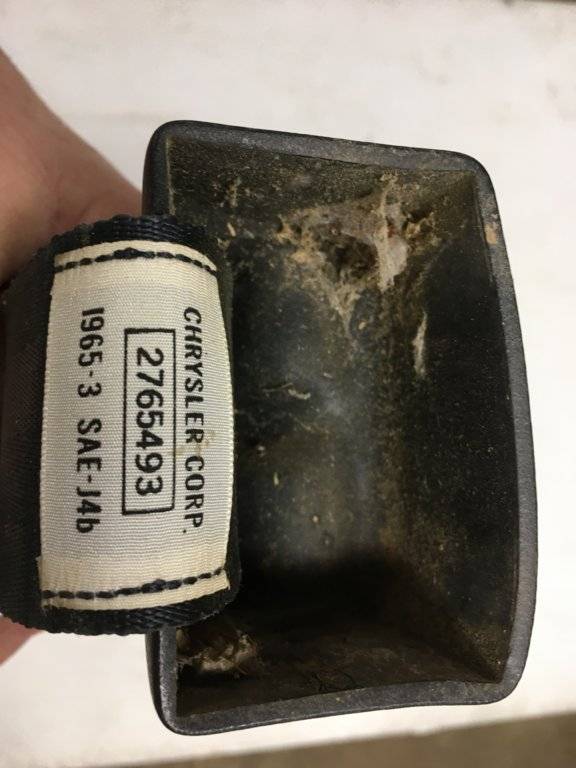 CHRYSLER CORP.
2765493
1965-3 SAE-J4b